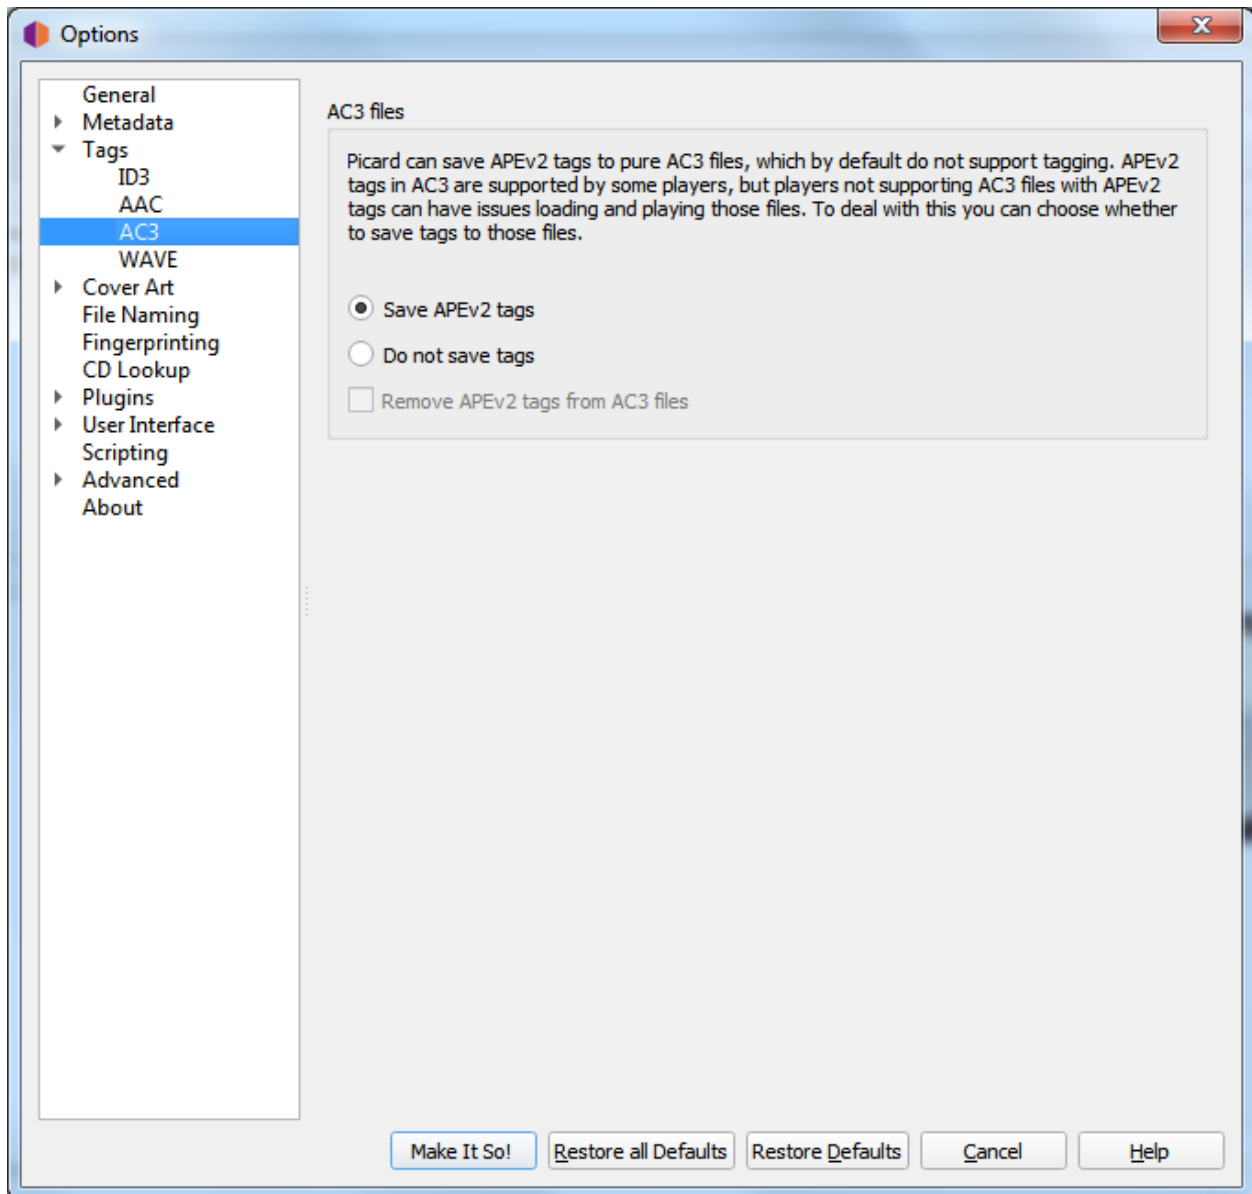 Options
General
Metadata
Tags
ID3
AAC
AC3
WAVE
Cover Art
File Naming
Fingerprinting
CD Lookup
Plugins
User Interface
Scripting
Advanced
About
AC3 files
Picard can save APEv2 tags to pure AC3 files, which by default do not support tagging. APEv2
tags in AC3 are supported by some players, but players not supporting AC3 files with APEv2
tags can have issues loading and playing those files. To deal with this you can choose whether
to save tags to those files.
Save APEv2 tags
Do not save tags
Remove APEv2 tags from AC3 files
Make It So! Restore all Defaults Restore Defaults Cancel Help